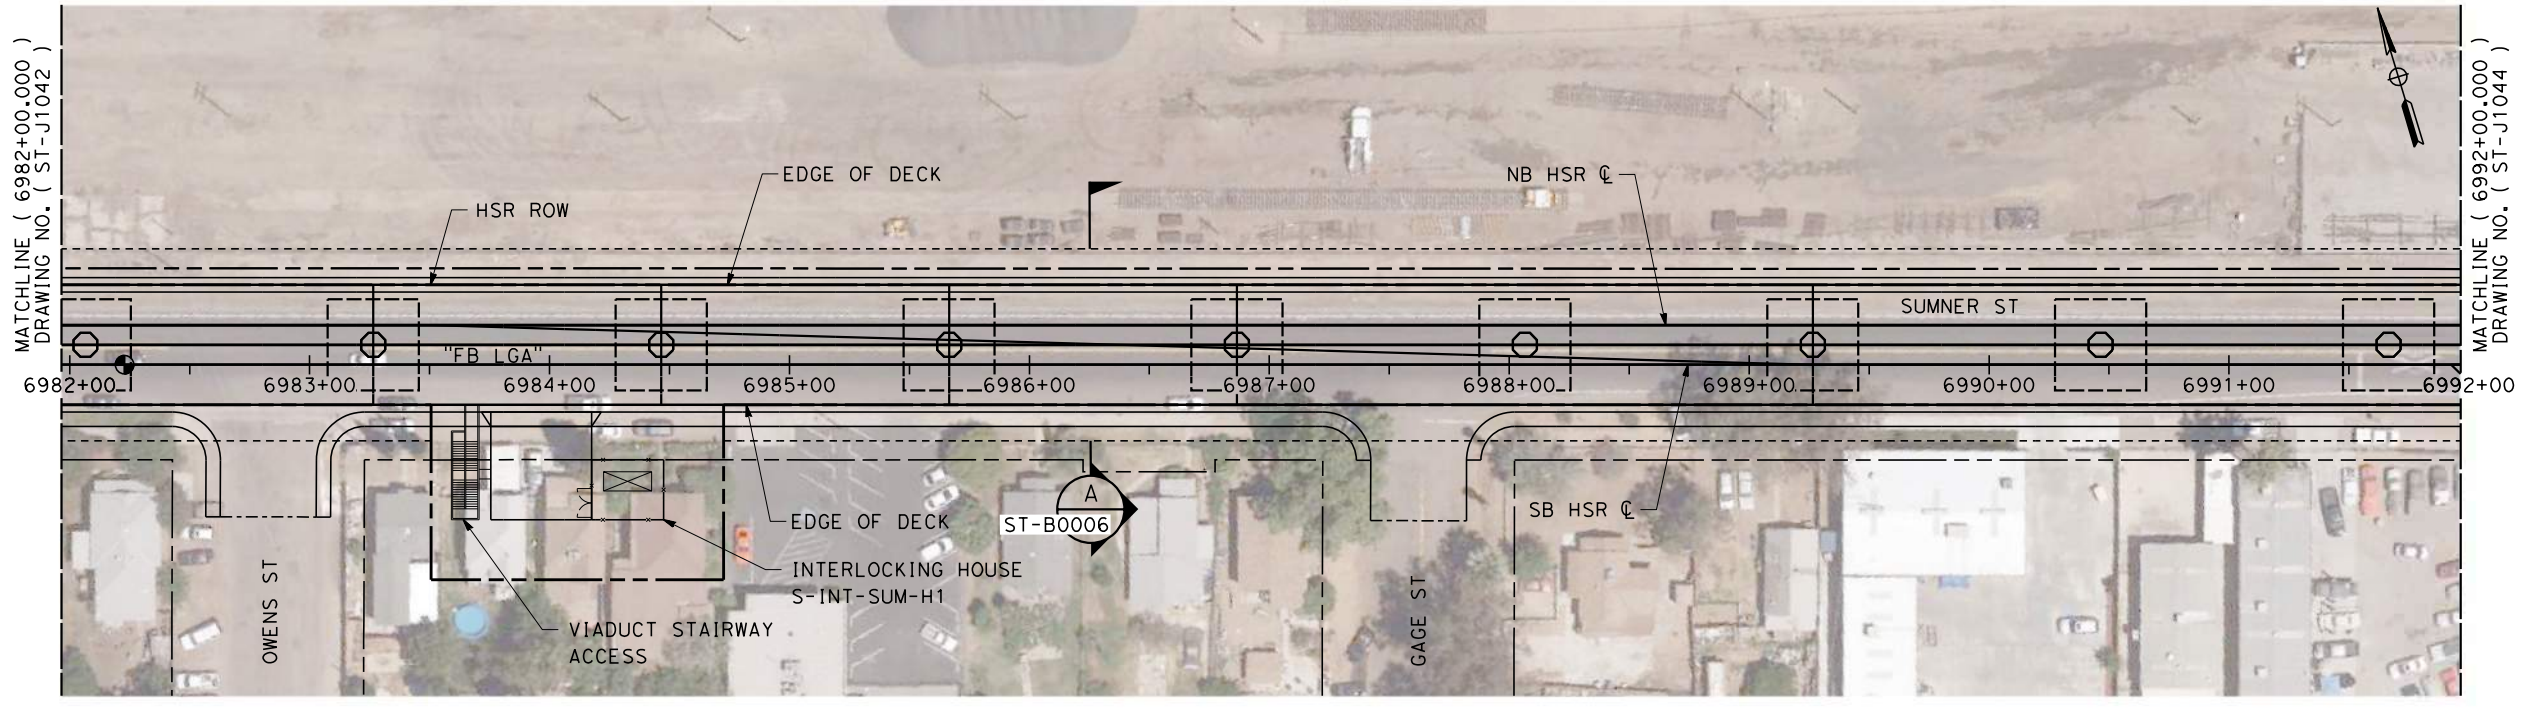 MATCHLINE ( 6982+00.000 )
DRAWING NO. ( ST-J1042 )
HSR ROW
EDGE OF DECK
NB HSR ℄
SUMNER ST
"FB LGA"
6982+00 6983+00 6984+00 6985+00 6986+00 6987+00 6988+00 6989+00 6990+00 6991+00 6992+00
A
ST-B0006
EDGE OF DECK
SB HSR ℄
INTERLOCKING HOUSE
S-INT-SUM-H1
VIADUCT STAIRWAY
ACCESS
OWENS ST
GAGE ST
MATCHLINE ( 6992+00.000 )
DRAWING NO. ( ST-J1044 )